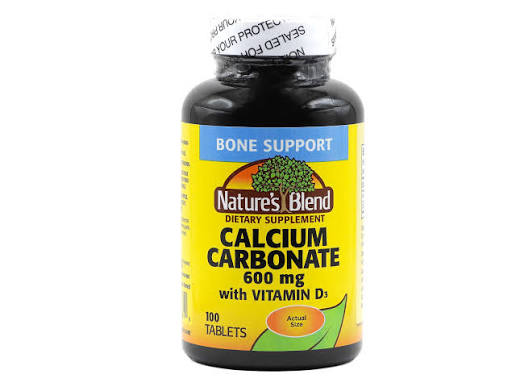 YOUR PROTEC
SEALED FOR
BONE SUPPORT
Nature's Blend
DIETARY SUPPLEMENT
CALCIUM
CARBONATE
600 mg
with VITAMIN D3
100
TABLETS
Actual
Size